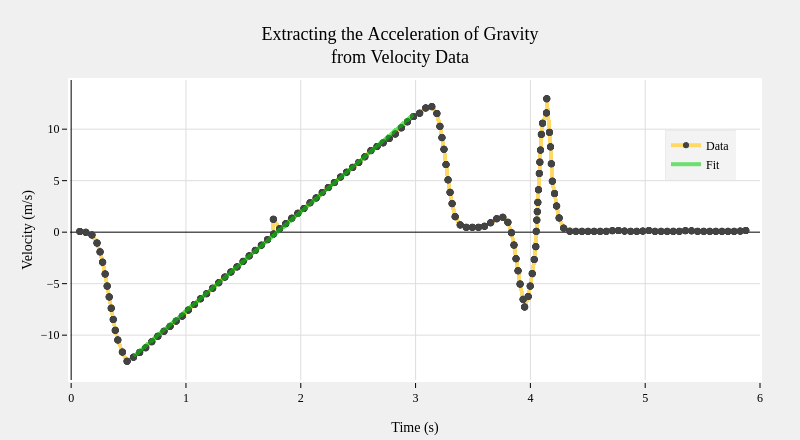 Extracting the Acceleration of Gravity
from Velocity Data
Velocity (m/s)
10
5
0
−5
−10
Data
Fit
0 1 2 3 4 5 6
Time (s)